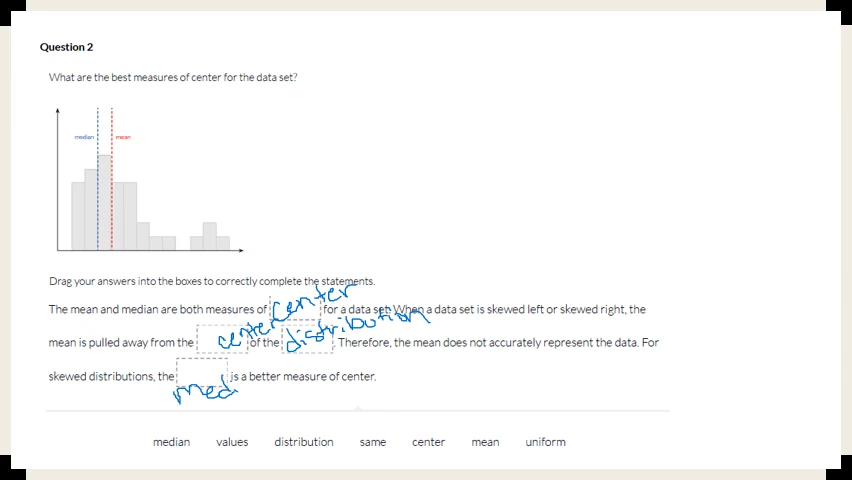 Question 2
What are the best measures of center for the data set?
median mean
Drag your answers into the boxes to correctly complete the statements.
The mean and median are both measures of center for a data set. When a data set is skewed left or skewed right, the
mean is pulled away from the center of the distribution. Therefore, the mean does not accurately represent the data. For
skewed distributions, the med is a better measure of center.
median values distribution same center mean uniform